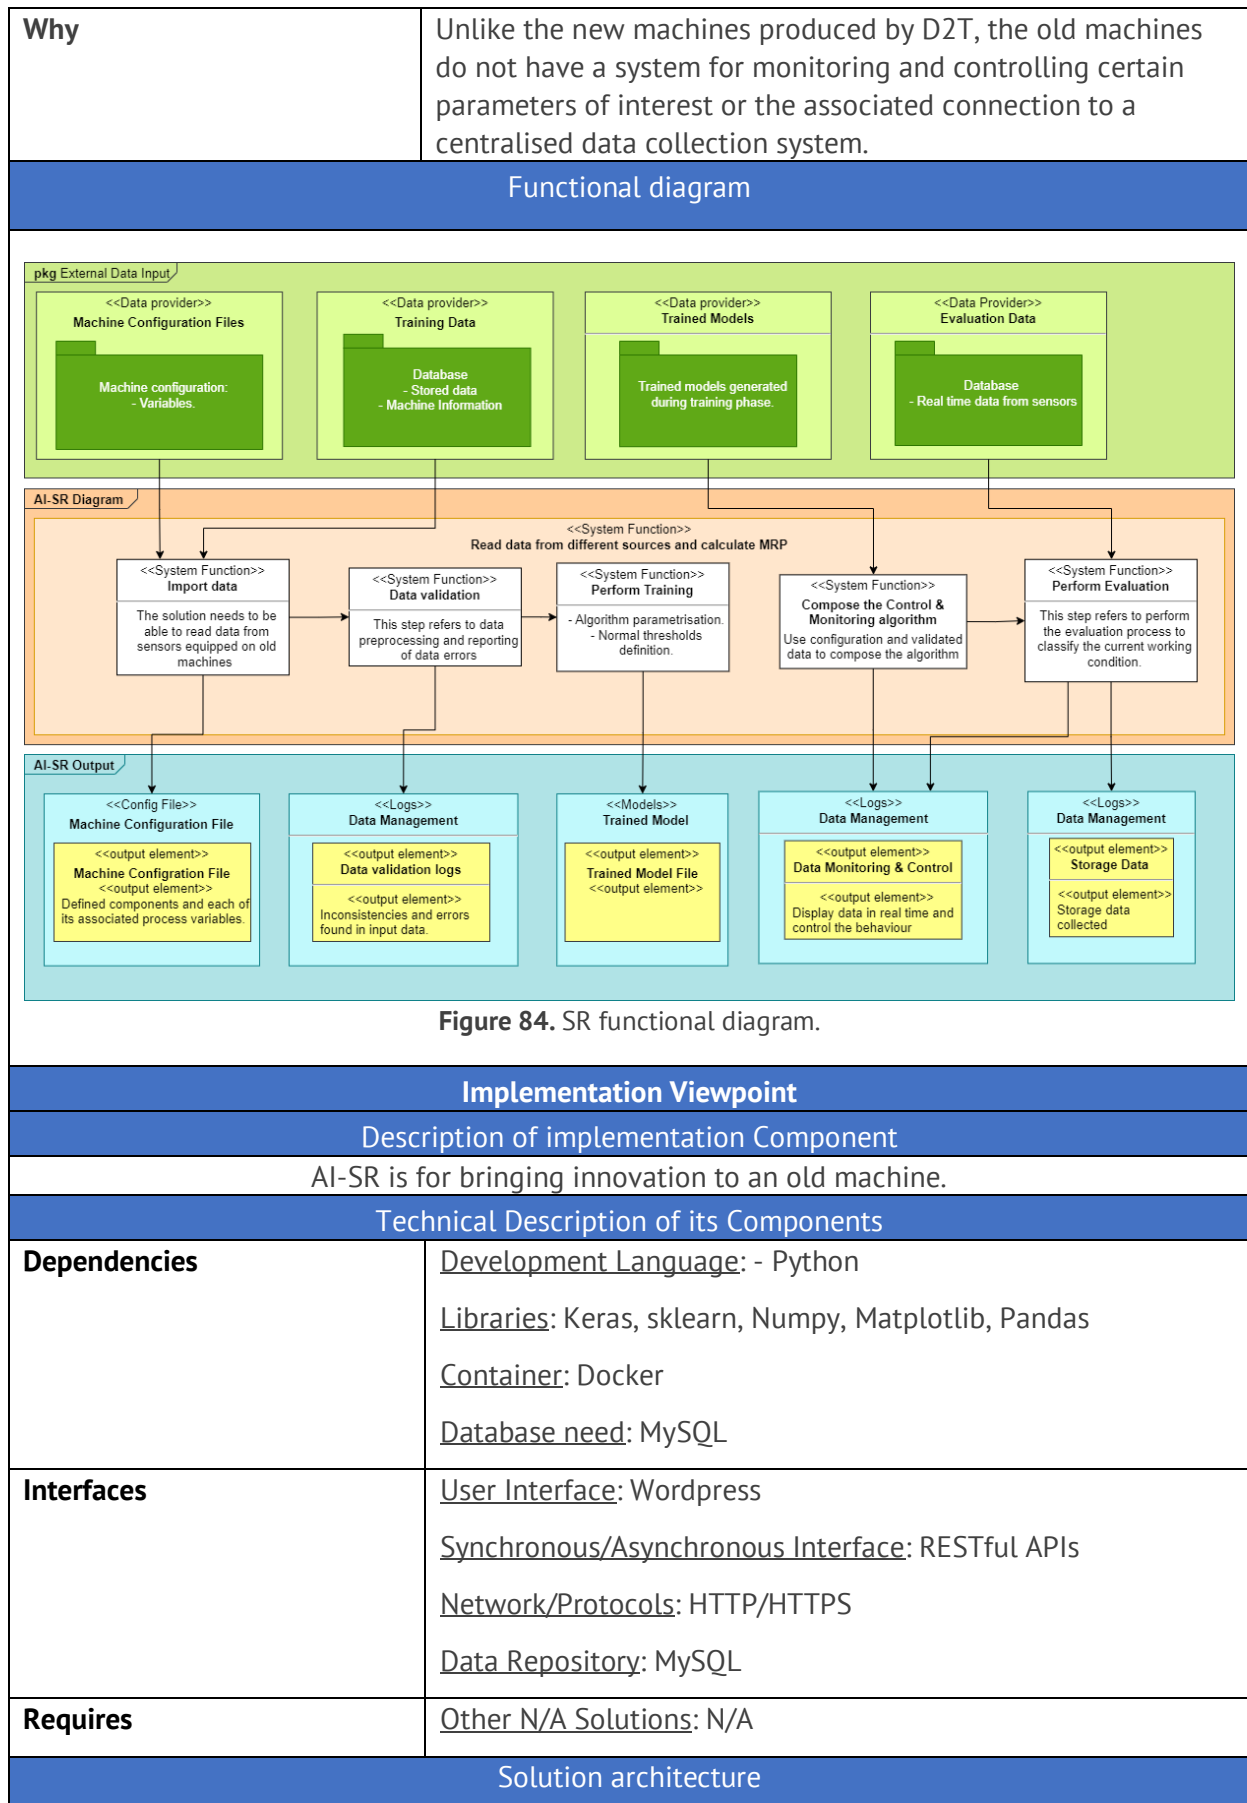 Why
Unlike the new machines produced by D2T, the old machines
do not have a system for monitoring and controlling certain
parameters of interest or the associated connection to a
centralised data collection system.
Functional diagram
pkg External Data Input
<<Data provider>>
Machine Configuration Files
Machine configuration:
- Variables.
<<Data provider>>
Training Data
Database
- Stored data
- Machine Information
<<Data provider>>
Trained Models
Trained models generated
during training phase.
<<Data Provider>>
Evaluation Data
Database
- Real time data from sensors
AI-SR Diagram
<<System Function>>
Read data from different sources and calculate MRP
<<System Function>>
Import data
The solution needs to be
able to read data from
sensors equipped on old
machines
<<System Function>>
Data validation
This step refers to data
preprocessing and reporting
of data errors
<<System Function>>
Perform Training
- Algorithm parametrisation.
- Normal thresholds
definition.
<<System Function>>
Compose the Control &
Monitoring algorithm
Use configuration and validated
data to compose the algorithm
<<System Function>>
Perform Evaluation
This step refers to perform
the evaluation process to
classify the current working
condition.
AI-SR Output
<<Config File>>
Machine Configuration File
<<output element>>
Machine Configration File
<<output element>>
Defined components and each of
its associated process variables.
<<Logs>>
Data Management
<<output element>>
Data validation logs
<<output element>>
Inconsistencies and errors
found in input data.
<<Models>>
Trained Model
<<output element>>
Trained Model File
<<output element>>
<<Logs>>
Data Management
<<output element>>
Data Monitoring & Control
<<output element>>
Display data in real time and
control the behaviour
<<Logs>>
Data Management
<<output element>>
Storage Data
<<output element>>
Storage data
collected
Figure 84. SR functional diagram.
Implementation Viewpoint
Description of implementation Component
AI-SR is for bringing innovation to an old machine.
Technical Description of its Components
Dependencies
Development Language: - Python
Libraries: Keras, sklearn, Numpy, Matplotlib, Pandas
Container: Docker
Database need: MySQL
Interfaces
User Interface: Wordpress
Synchronous/Asynchronous Interface: RESTful APIs
Network/Protocols: HTTP/HTTPS
Data Repository: MySQL
Requires
Other N/A Solutions: N/A
Solution architecture